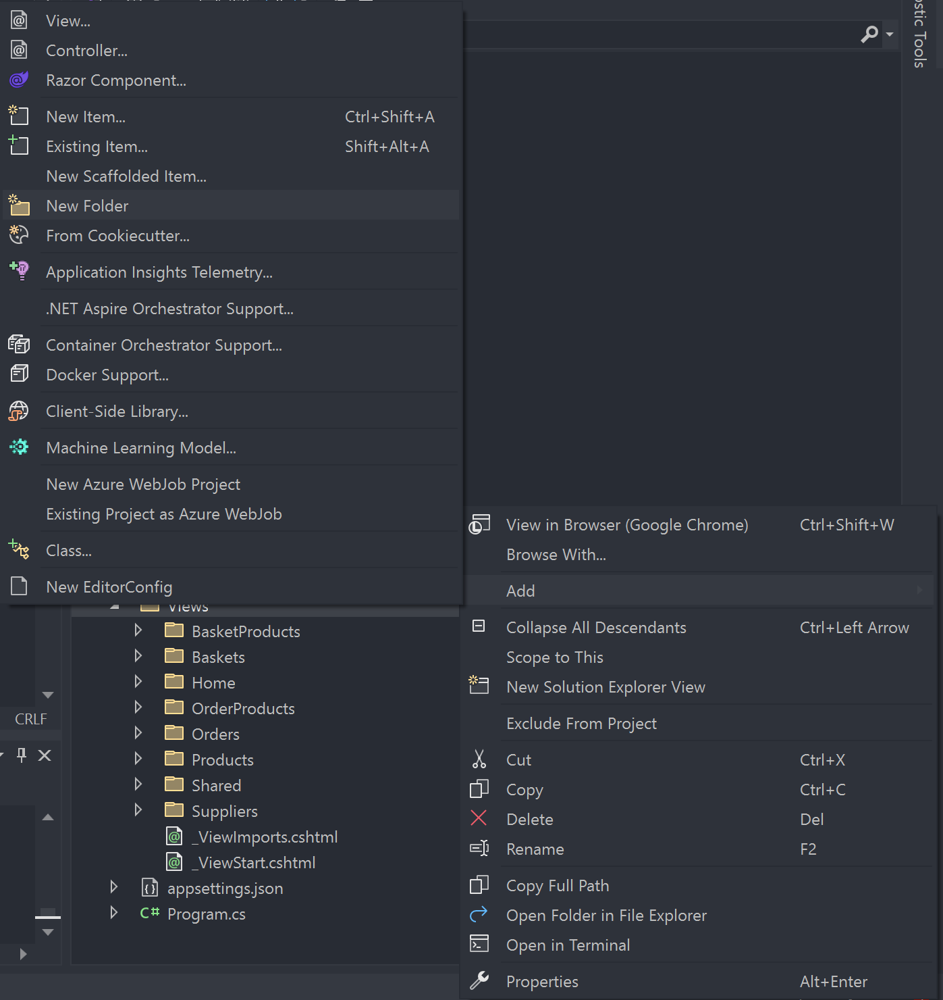 View...
Controller...
Razor Component...
New Item... Ctrl+Shift+A
Existing Item... Shift+Alt+A
New Scaffolded Item...
New Folder
From Cookiecutter...
Application Insights Telemetry...
.NET Aspire Orchestrator Support...
Container Orchestrator Support...
Docker Support...
Client-Side Library...
Machine Learning Model...
New Azure WebJob Project
Existing Project as Azure WebJob
Class...
New EditorConfig
ostic Tools
View in Browser (Google Chrome) Ctrl+Shift+W
Browse With...
Add
Collapse All Descendants Ctrl+Left Arrow
Scope to This
New Solution Explorer View
Exclude From Project
Cut Ctrl+X
Copy Ctrl+C
Delete Del
Rename F2
Copy Full Path
Open Folder in File Explorer
Open in Terminal
Properties Alt+Enter
Views
BasketProducts
Baskets
Home
OrderProducts
Orders
Products
Shared
Suppliers
_ViewImports.cshtml
_ViewStart.cshtml
appsettings.json
C# Program.cs
CRLF